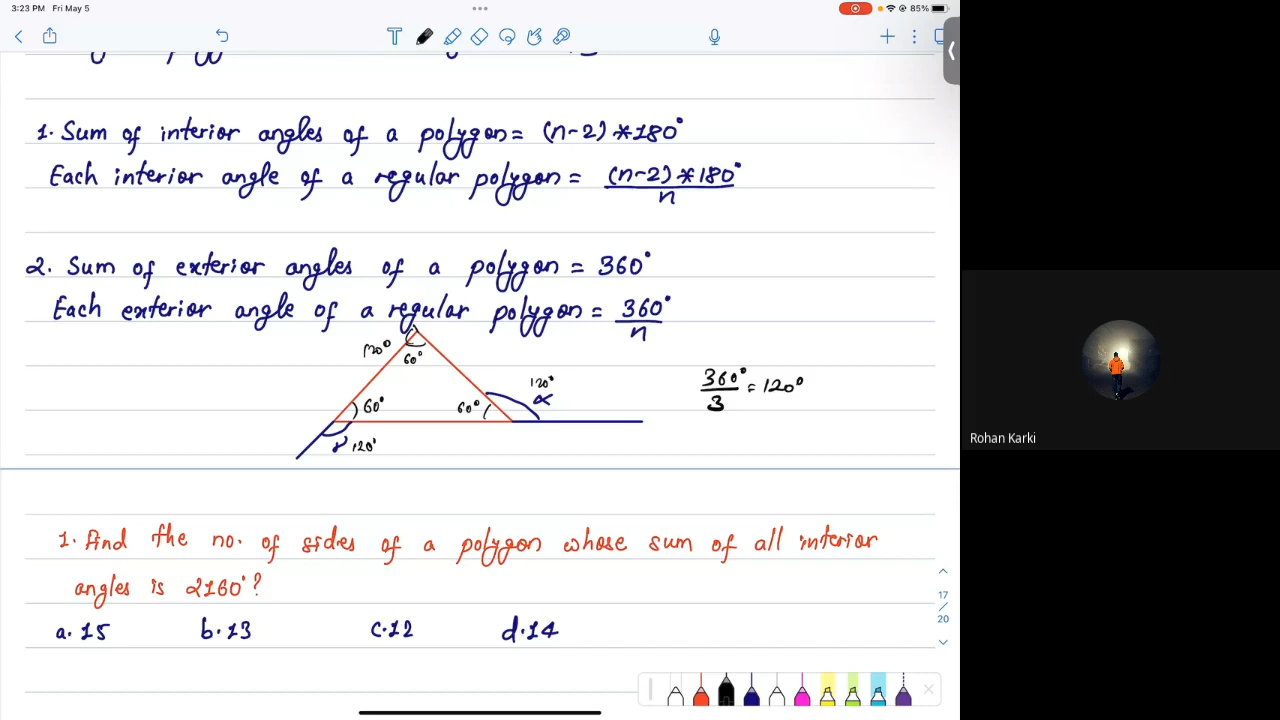 3:23 PM Fri May 5
85%
1. Sum of interior angles of a polygon = (n-2) * 180°
Each interior angle of a regular polygon = (n-2) * 180° / n
2. Sum of exterior angles of a polygon = 360°
Each exterior angle of a regular polygon = 360° / n
120°
60°
120°
α
360° / 3 = 120°
60°
60°
120°
Rohan Karki
1. Find the no. of sides of a polygon whose sum of all interior
angles is 2160°?
a. 15 b. 13 c. 12 d. 14
17
/
20